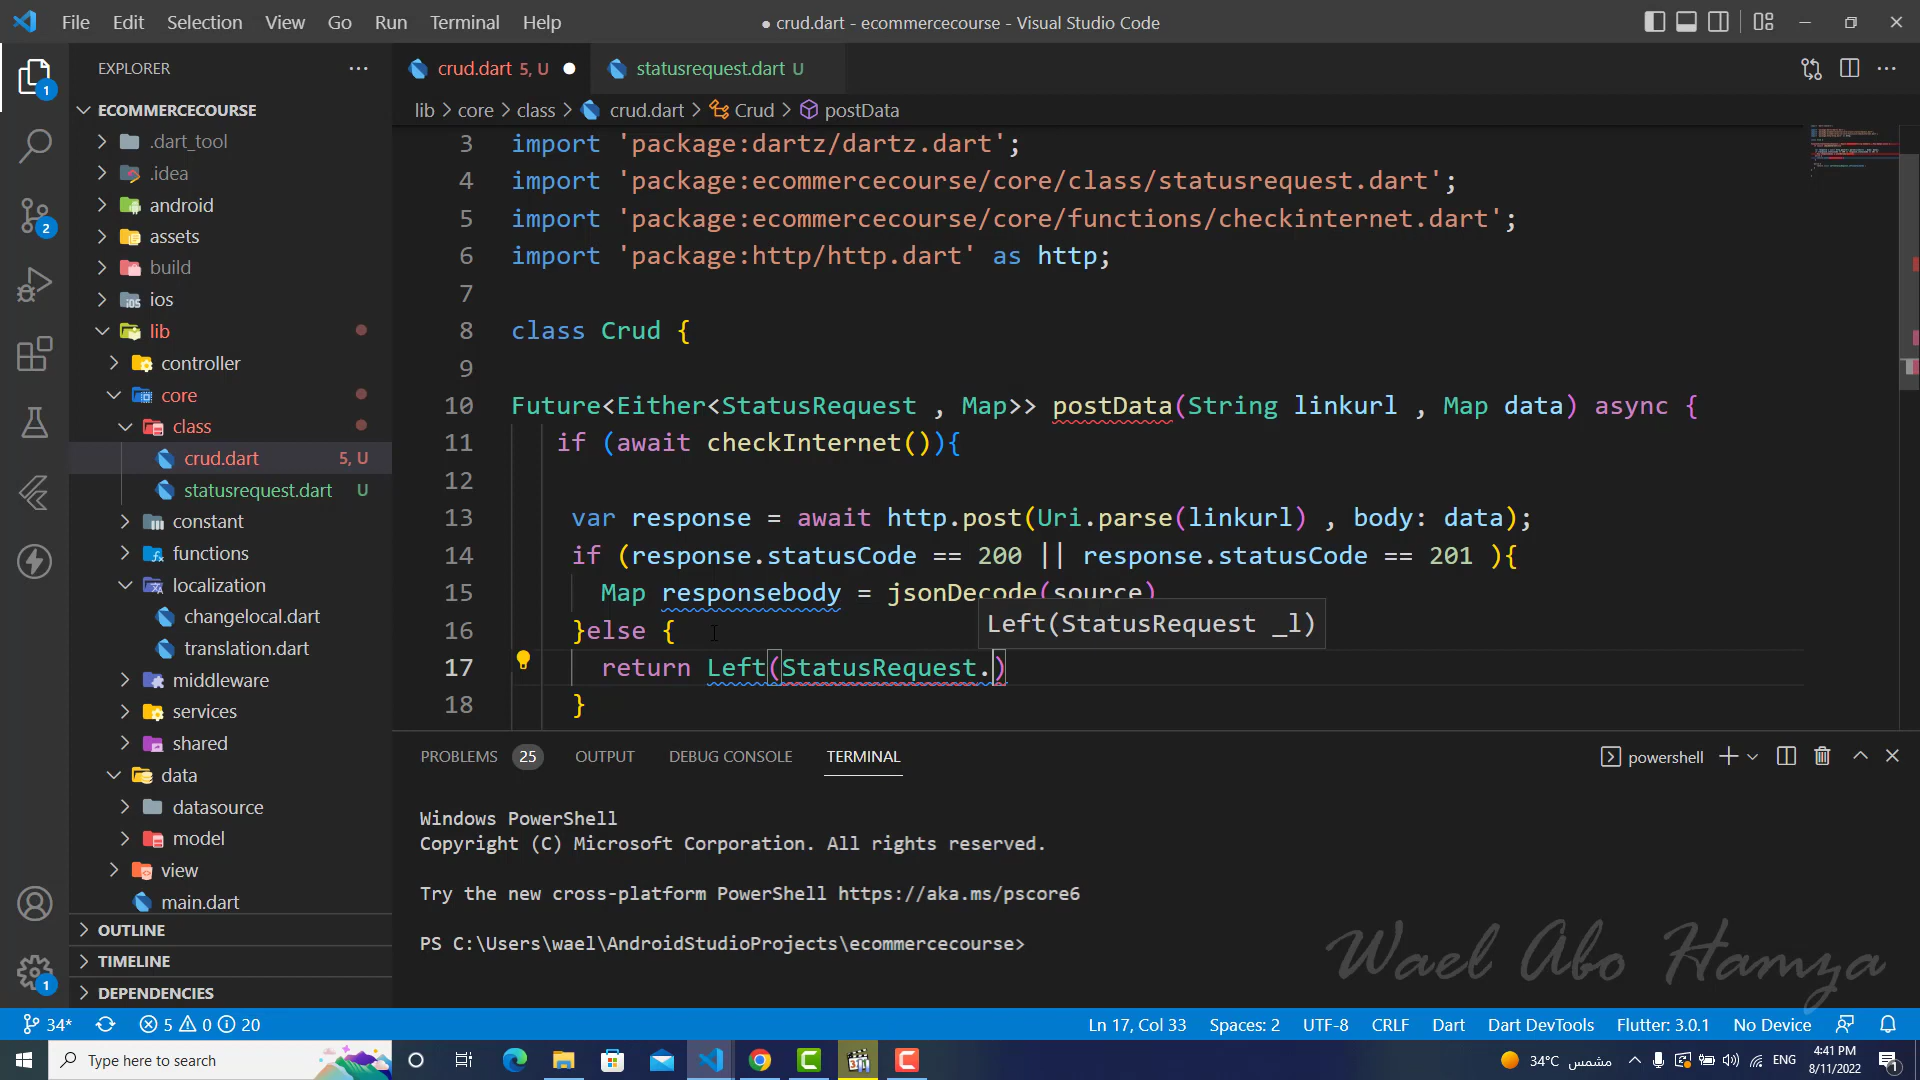 File Edit Selection View Go Run Terminal Help
● crud.dart - ecommercecourse - Visual Studio Code
EXPLORER
ECOMMERCECOURSE
.dart_tool
.idea
android
assets
build
ios
lib
controller
core
class
crud.dart 5, U
statusrequest.dart U
constant
functions
localization
changelocal.dart
translation.dart
middleware
services
shared
data
datasource
model
view
main.dart
OUTLINE
TIMELINE
DEPENDENCIES
1
2
1
crud.dart 5, U ● statusrequest.dart U
lib > core > class > crud.dart > Crud > postData
3 import 'package:dartz/dartz.dart';
4 import 'package:ecommercecourse/core/class/statusrequest.dart';
5 import 'package:ecommercecourse/core/functions/checkinternet.dart';
6 import 'package:http/http.dart' as http;
7
8 class Crud {
9
10 Future<Either<StatusRequest , Map>> postData(String linkurl , Map data) async {
11 if (await checkInternet()){
12
13 var response = await http.post(Uri.parse(linkurl) , body: data);
14 if (response.statusCode == 200 || response.statusCode == 201 ){
15 Map responsebody = jsonDecode(source)
16 }else {
Left(StatusRequest _l)
17 return Left(StatusRequest.)
18 }
PROBLEMS 25 OUTPUT DEBUG CONSOLE TERMINAL
powershell
Windows PowerShell
Copyright (C) Microsoft Corporation. All rights reserved.
Try the new cross-platform PowerShell https://aka.ms/pscore6
PS C:\Users\wael\AndroidStudioProjects\ecommercecourse>
Wael Abo Hamza
34* 5 0 20
Ln 17, Col 33 Spaces: 2 UTF-8 CRLF Dart Dart DevTools Flutter: 3.0.1 No Device
Type here to search
34°C مشمس ENG 4:41 PM
8/11/2022
1